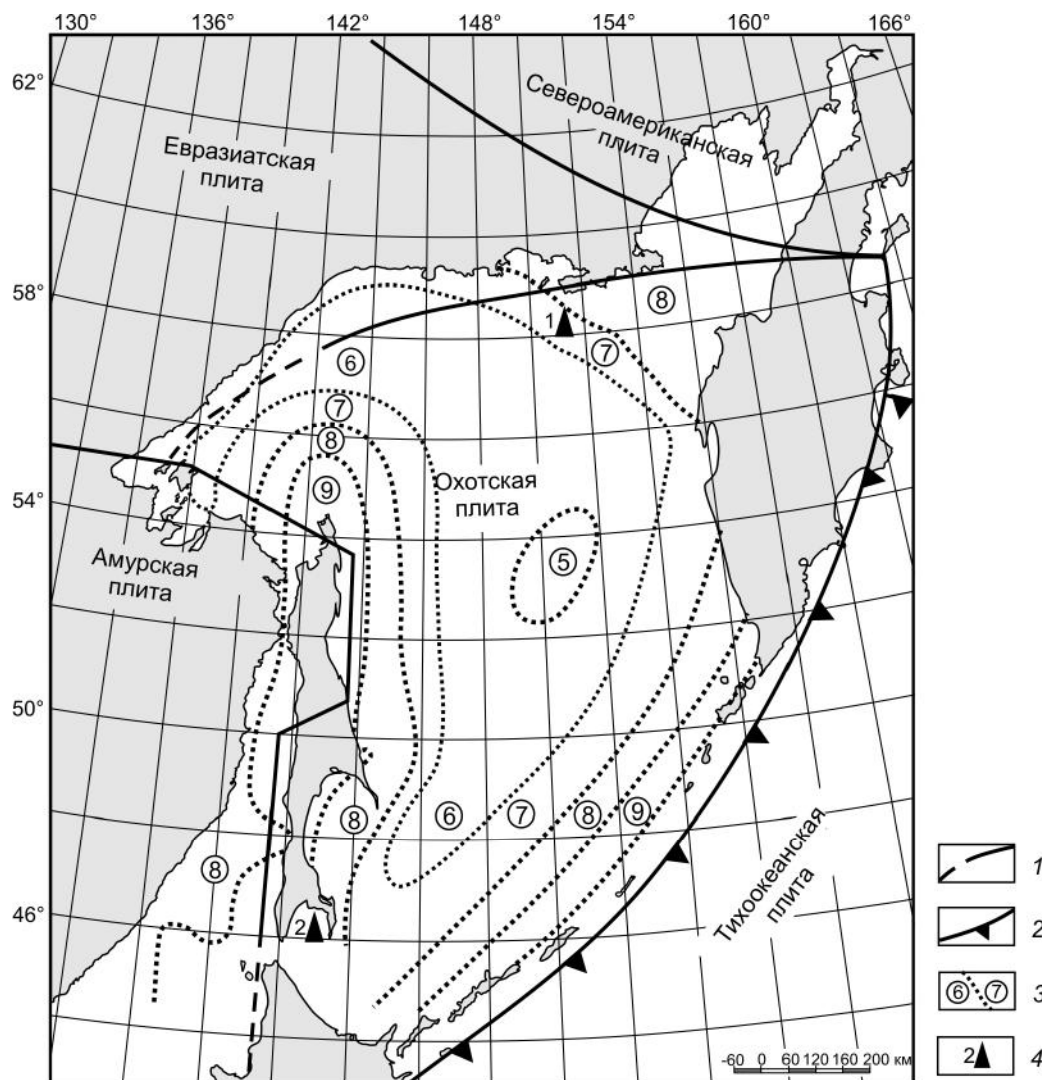 130° 136° 142° 148° 154° 160° 166°
62°
Североамериканская
плита
Евразиатская
плита
58°
8
1
7
6
7
8
9
Охотская
плита
54°
5
Амурская
плита
50°
8 6 7 8 9
8
Тихоокеанская
плита
46°
2
-60 0 60 120 160 200 км
1
2
6 7 3
2 4